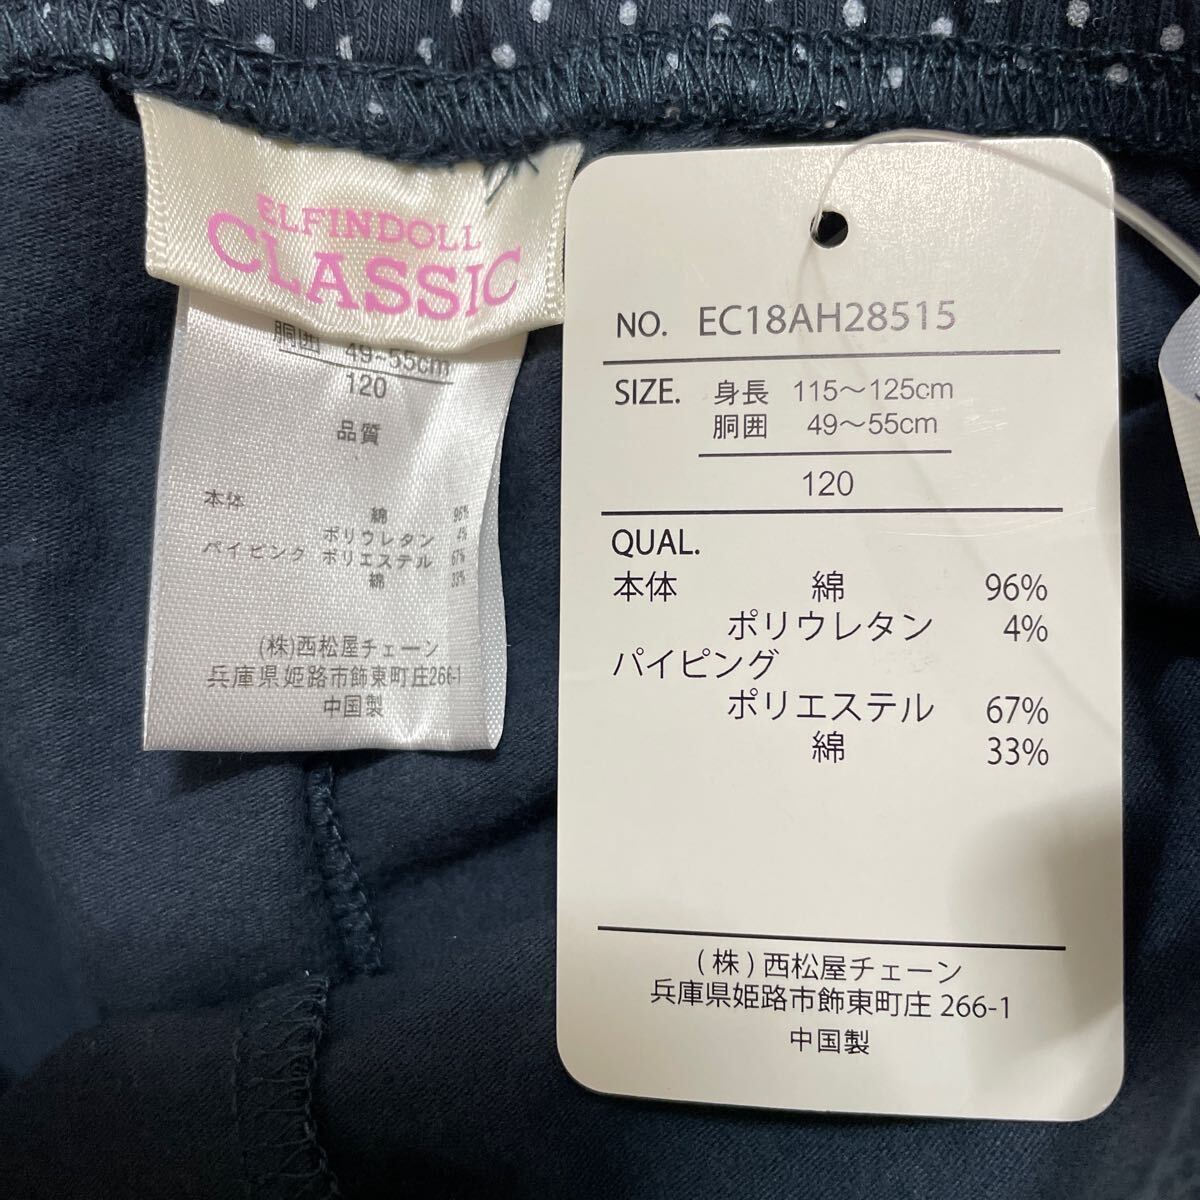 ELFINDOLL
CLASSIC
胴囲 49~55cm
120
品質
本体 綿 96%
ポリウレタン 4%
パイピング ポリエステル 67%
綿 33%
(株)西松屋チェーン
兵庫県姫路市飾東町庄266-1
中国製
NO. EC18AH28515
SIZE. 身長 115〜125cm
胴囲 49〜55cm
120
QUAL.
本体 綿 96%
ポリウレタン 4%
パイピング
ポリエステル 67%
綿 33%
(株)西松屋チェーン
兵庫県姫路市飾東町庄 266-1
中国製